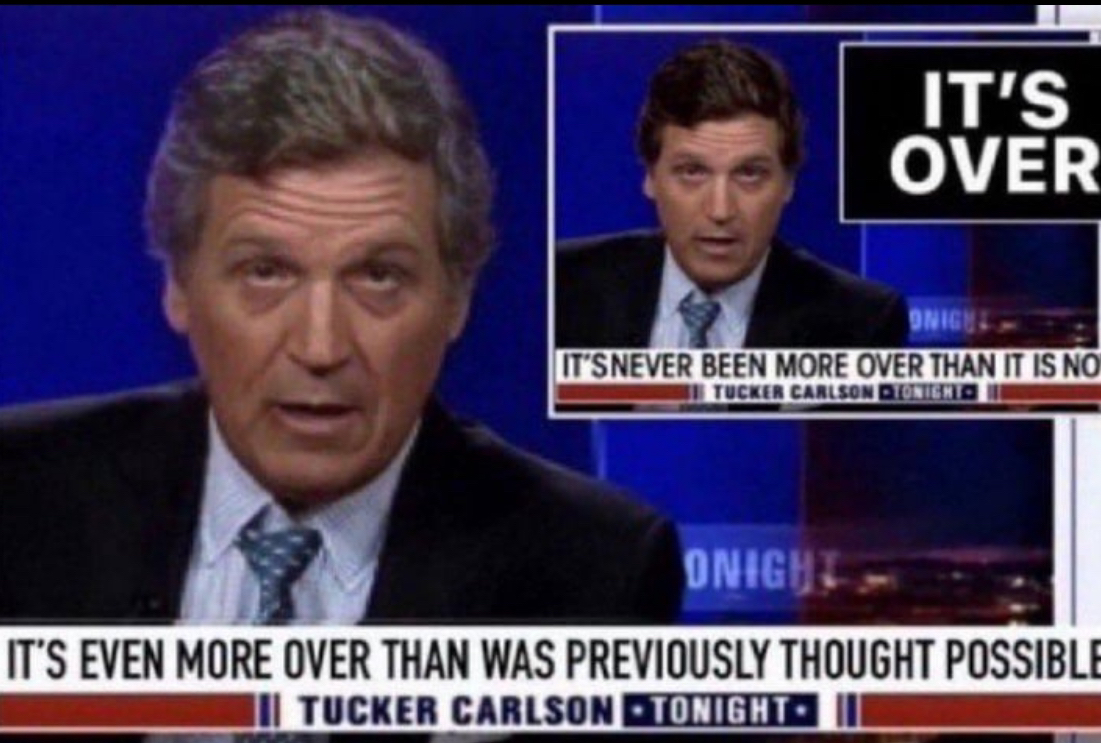 IT'S
OVER
ONIGHT
IT'S NEVER BEEN MORE OVER THAN IT IS NO
TUCKER CARLSON TONIGHT
ONIGHT
IT'S EVEN MORE OVER THAN WAS PREVIOUSLY THOUGHT POSSIBLE
TUCKER CARLSON TONIGHT